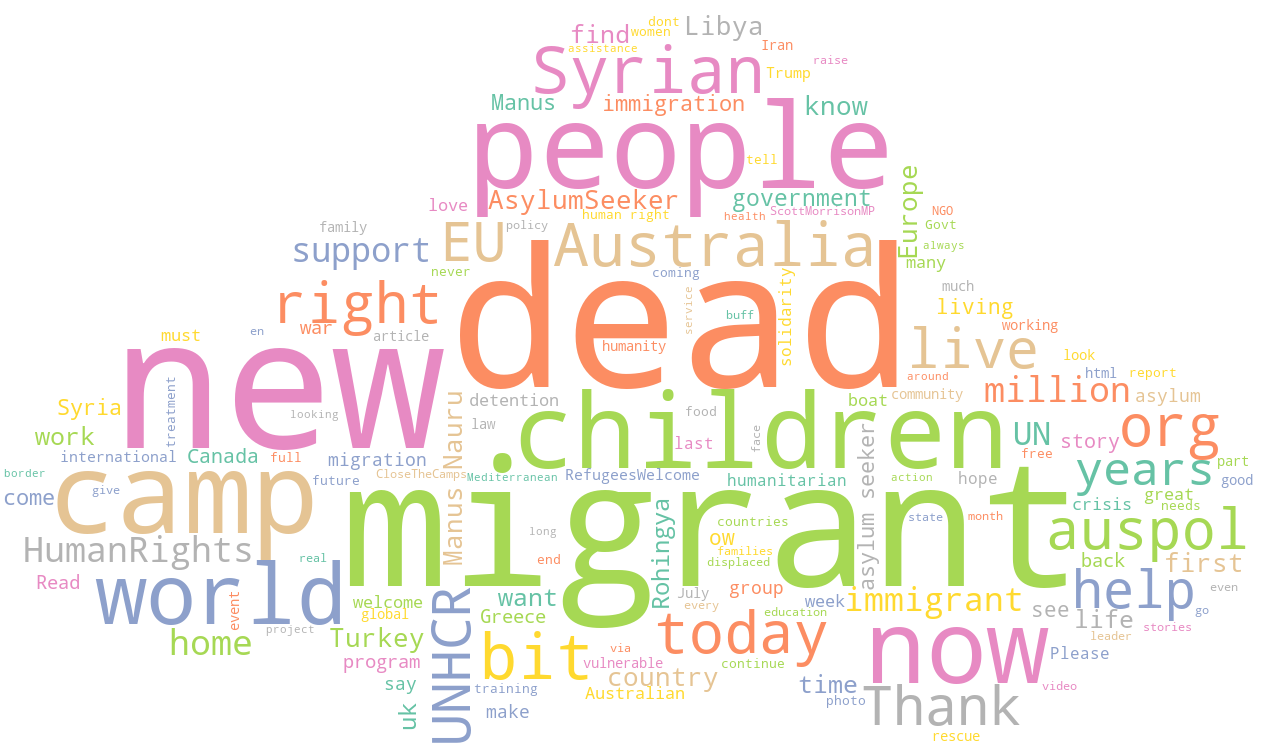 dont
Libya
find
women
assistance
Iran
Syrian
raise
Trump
Manus
immigration
know
people
tell
AsylumSeeker
government
Europe
love
human right
health
ScottMorrisonMP
NGO
family
policy
EU
Australia
Govt
always
support
many
never
coming
dead
right
solidarity
much
living
service
buff
war
working
must
en
article
humanity
new
live
look
html
report
around
million
asylum
treatment
Syria
looking
detention
children
boat
community
food
org
law
Manus Nauru
work
last
face
UN
story
asylum seeker
free
international
Canada
full
migration
years
part
border
future
CloseTheCamps
Mediterranean
RefugeesWelcome
humanitarian
action
hope
good
come
give
camp
migrant
great
needs
crisis
Rohingya
countries
state
month
auspol
long
ow
HumanRights
real
end
families
displaced
back
first
Read
world
event
welcome
UNHCR
want
group
July
week
immigrant
help
even
every
see
life
go
global
Greece
education
project
home
Turkey
today
now
leader
stories
bit
via
Please
program
vulnerable
continue
say
training
country
time
video
Australian
photo
Thank
uk
make
rescue